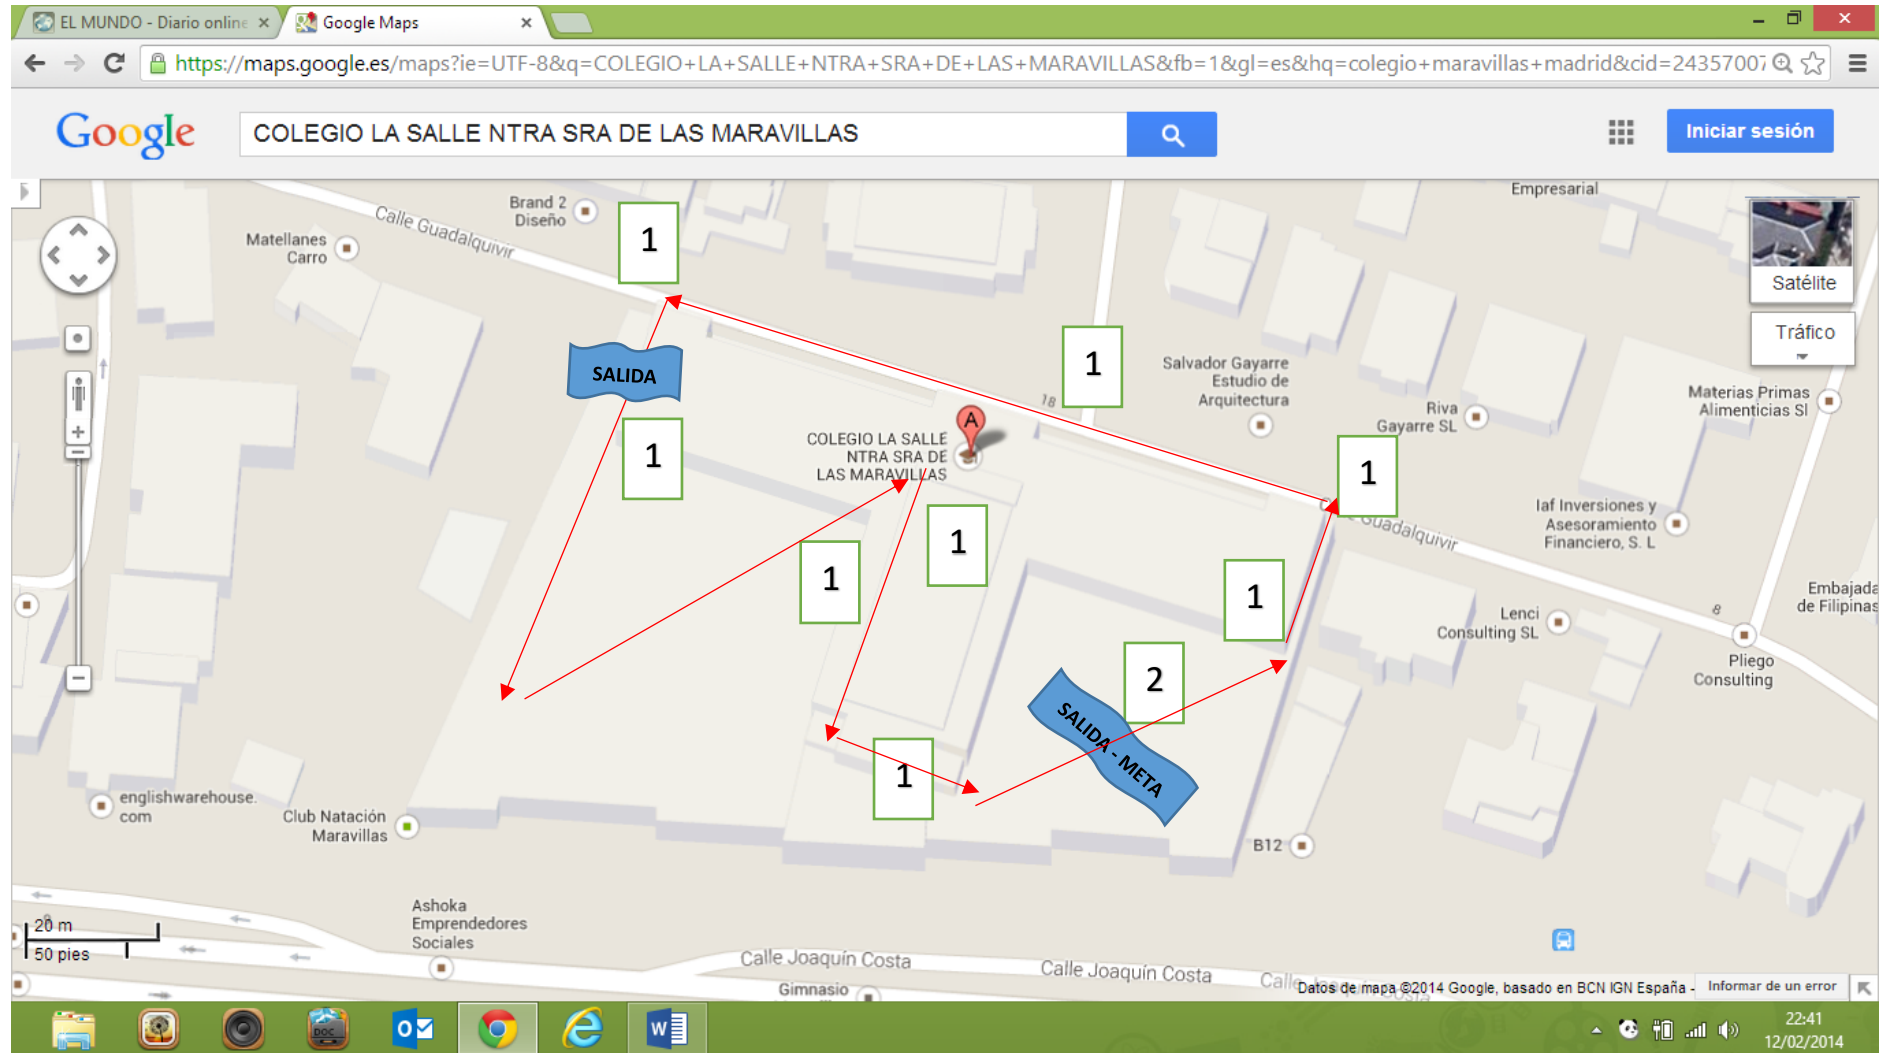 EL MUNDO - Diario online
Google Maps
https://maps.google.es/maps?ie=UTF-8&q=COLEGIO+LA+SALLE+NTRA+SRA+DE+LAS+MARAVILLAS&fb=1&gl=es&hq=colegio+maravillas+madrid&cid=24357007
Google
COLEGIO LA SALLE NTRA SRA DE LAS MARAVILLAS
Iniciar sesión
Empresarial
Brand 2
Diseño
Calle Guadalquivir
Matellanes
Carro
1
Satélite
Tráfico
SALIDA
1
Salvador Gayarre
Estudio de
Arquitectura
18
Riva
Gayarre SL
Materias Primas
Alimenticias Sl
A
COLEGIO LA SALLE
NTRA SRA DE
LAS MARAVILLAS
1
1
Iaf Inversiones y
Asesoramiento
Financiero, S. L
Guadalquivir
1
1
1
Embajada
de Filipinas
8
Lenci
Consulting SL
Pliego
Consulting
2
SALIDA - META
1
englishwarehouse.
com
Club Natación
Maravillas
B12
Ashoka
Emprendedores
Sociales
20 m
50 pies
Calle Joaquín Costa
Calle Joaquín Costa
Calle
Gimnasio
Datos de mapa ©2014 Google, basado en BCN IGN España -
Informar de un error
DOC
22:41
12/02/2014